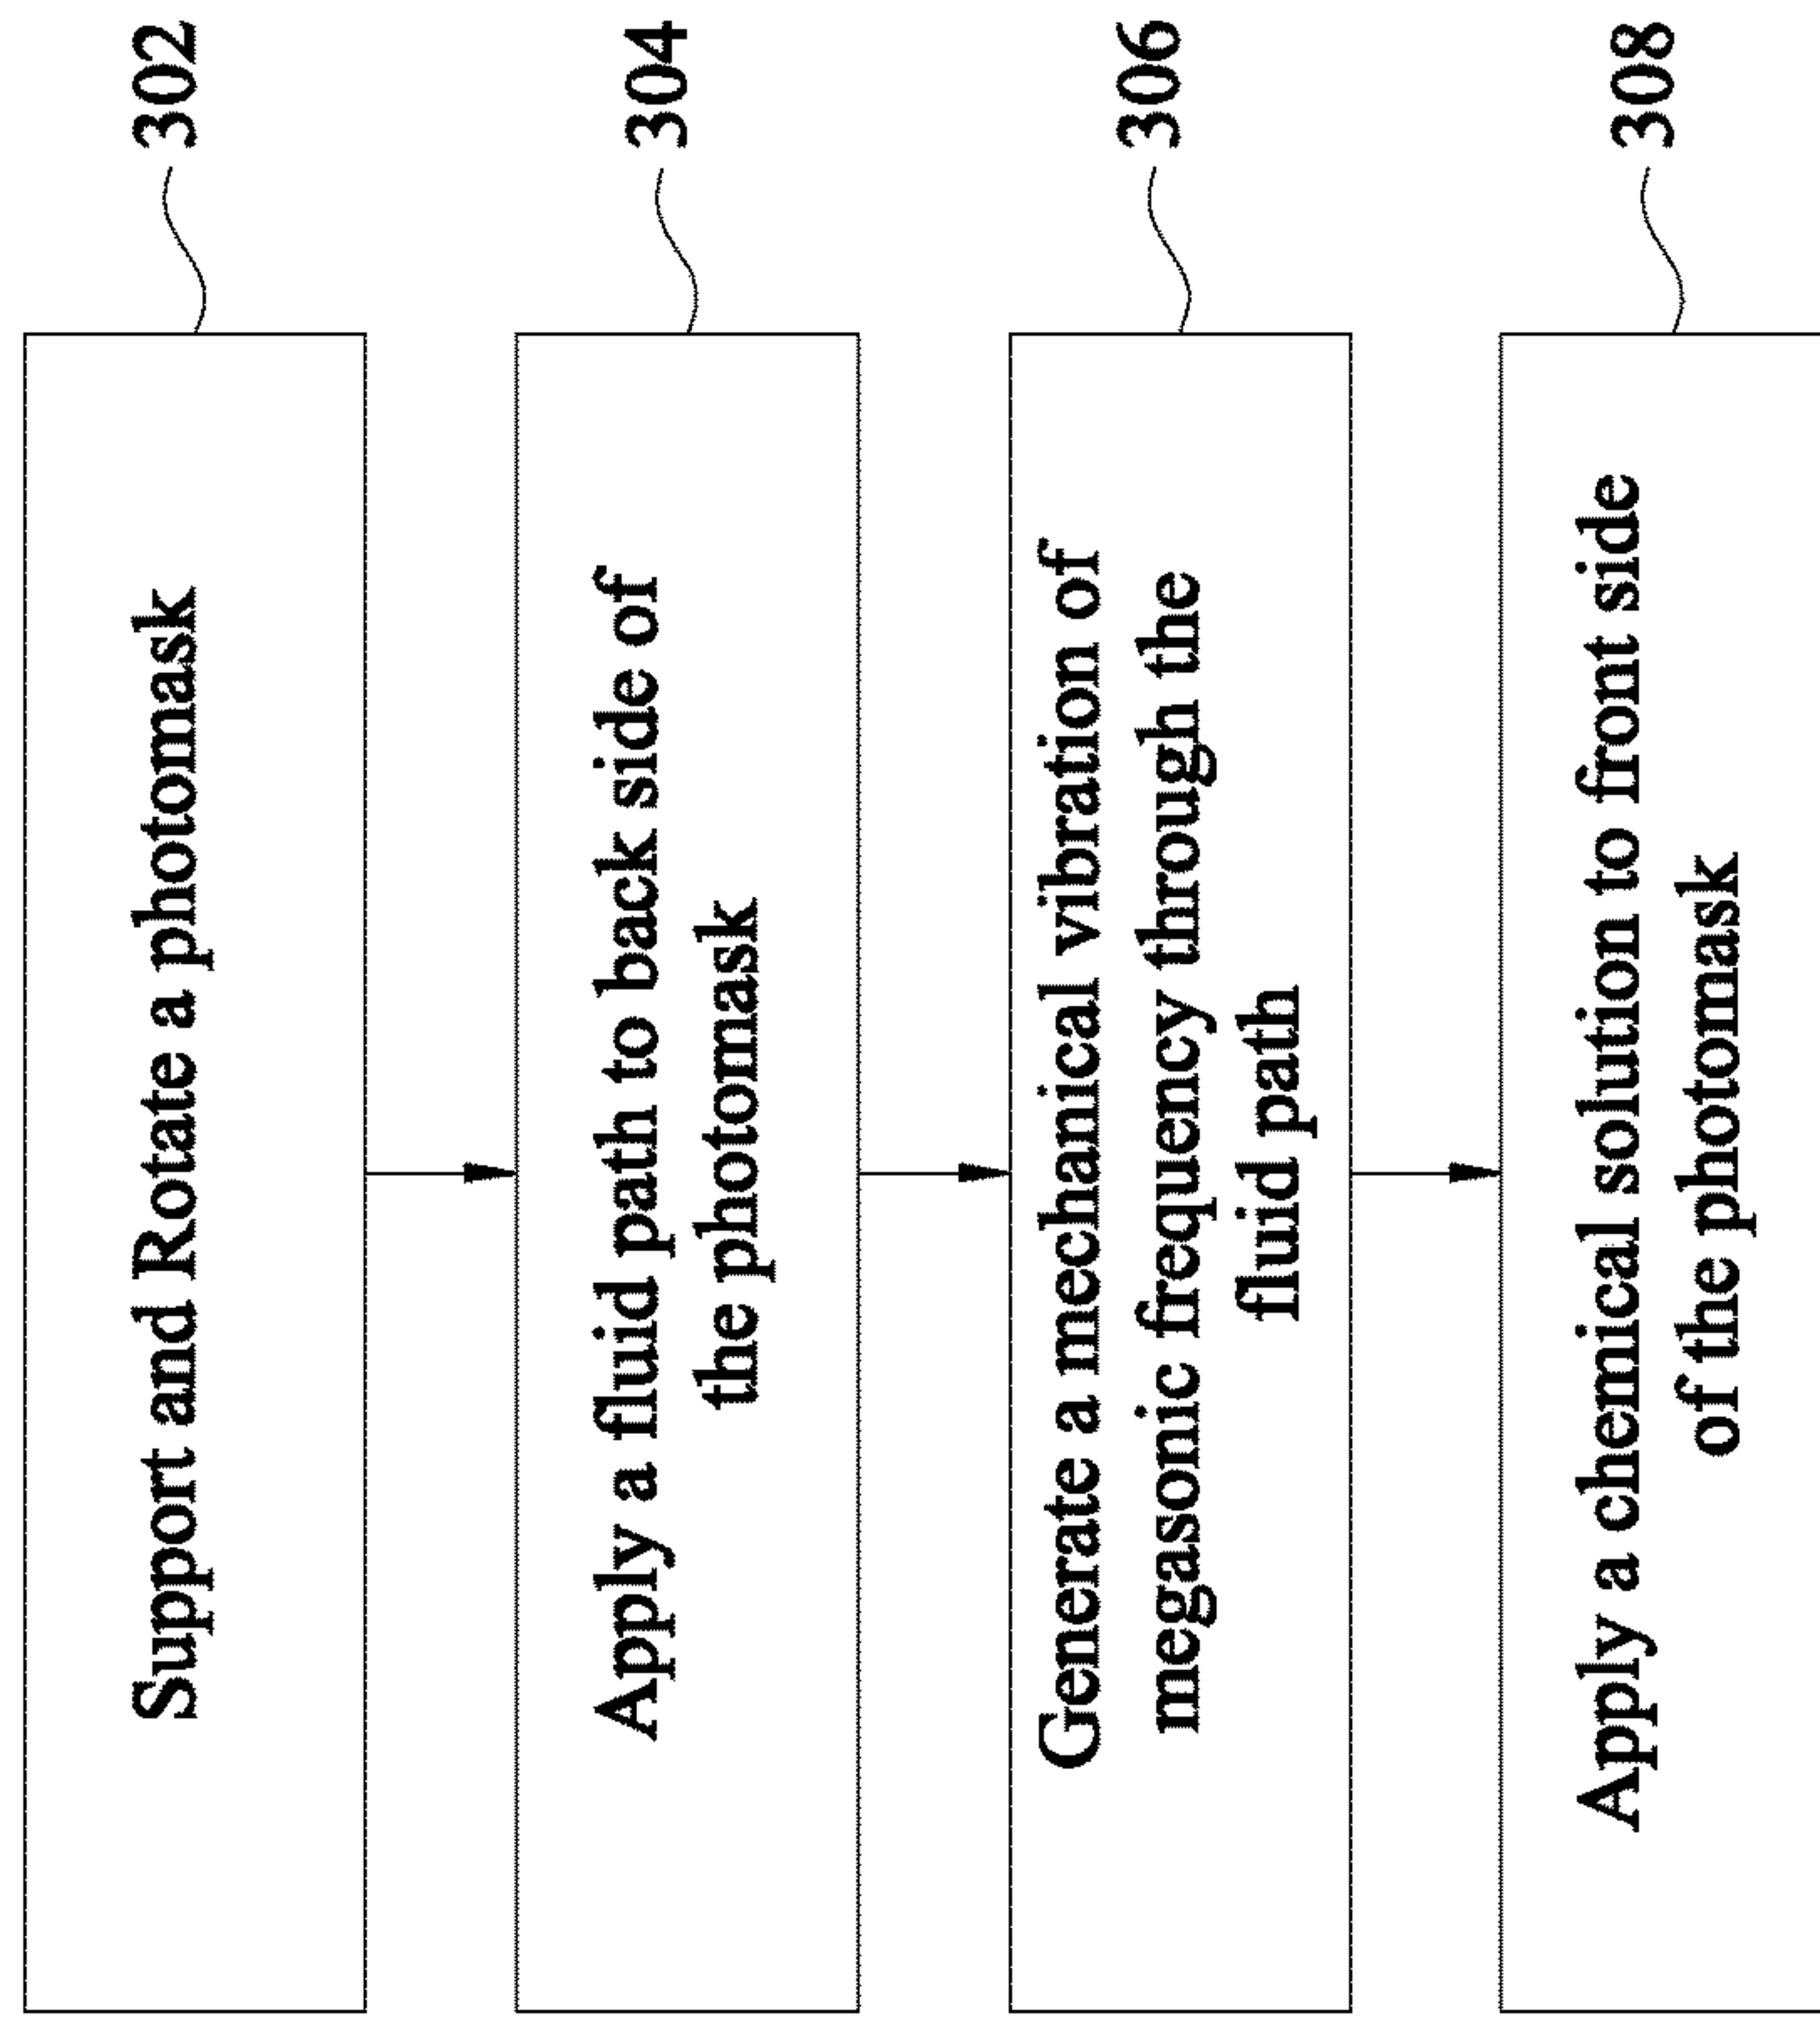 Support and Rotate a photomask
302
Apply a fluid path to back side of
the photomask
304
Generate a mechanical vibration of
megasonic frequency through the
fluid path
306
Apply a chemical solution to front side
of the photomask
308